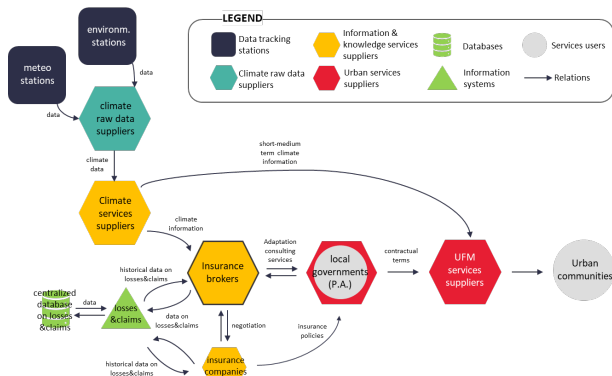 LEGEND
Data tracking
stations
Information &
knowledge services
suppliers
Databases
Services users
Climate raw data
suppliers
Urban services
suppliers
Information
systems
Relations
environm.
stations
meteo
stations
data
data
climate
raw data
suppliers
climate
data
short-medium
term climate
information
Climate
services
suppliers
climate
information
Insurance
brokers
Adaptation
consulting
services
local
governments
(P.A.)
contractual
terms
UFM
services
suppliers
Urban
communities
historical data on
losses&claims
centralized
database
on losses
&claims
data
losses
&claims
data on
losses&claims
negotiation
insurance
policies
historical data on
losses&claims
insurance
companies